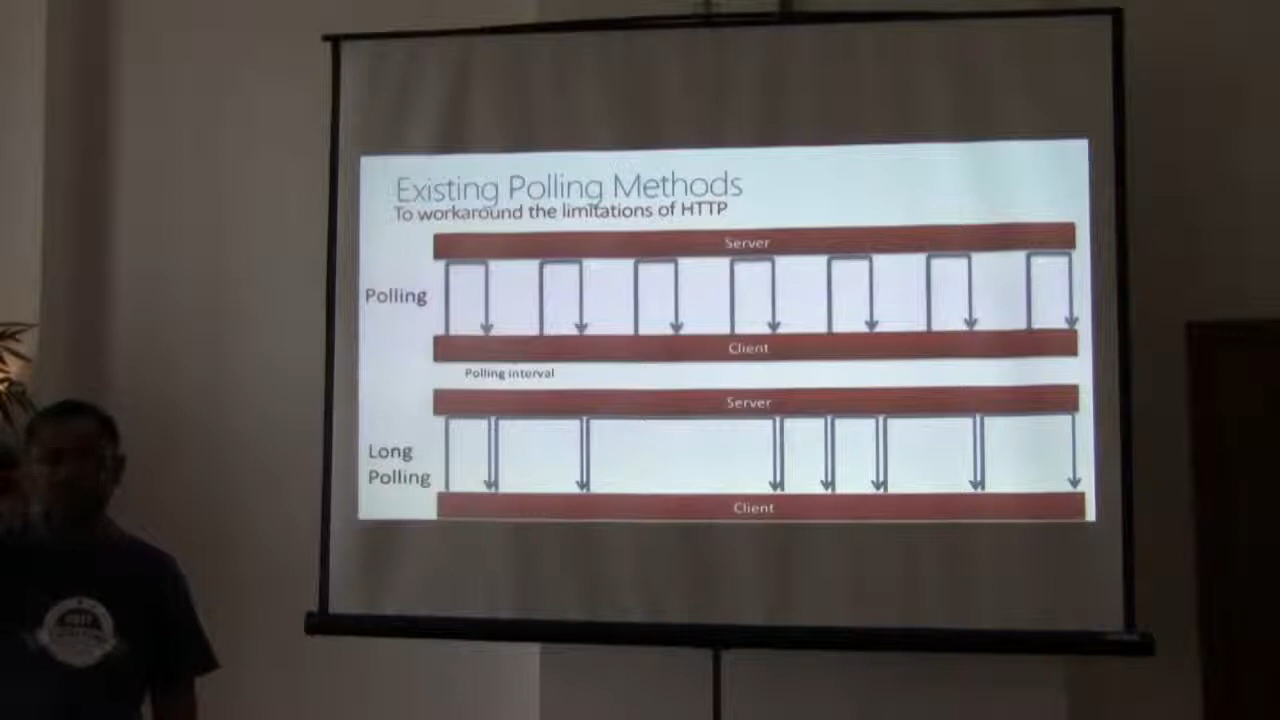 Existing Polling Methods
To workaround the limitations of HTTP
Server
Polling
Client
Polling interval
Server
Long
Polling
Client